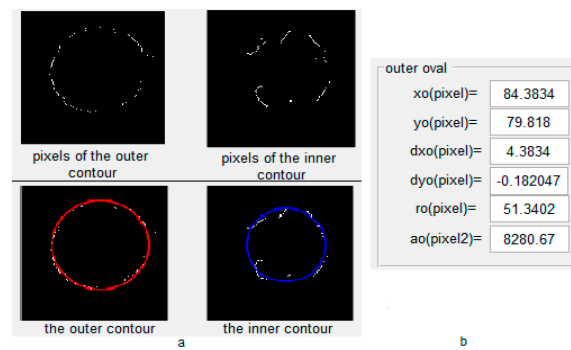 pixels of the outer
contour
pixels of the inner
contour
the outer contour
the inner contour
a
outer oval
xo(pixel)= 84.3834
yo(pixel)= 79.818
dxo(pixel)= 4.3834
dyo(pixel)= -0.182047
ro(pixel)= 51.3402
ao(pixel2)= 8280.67
b